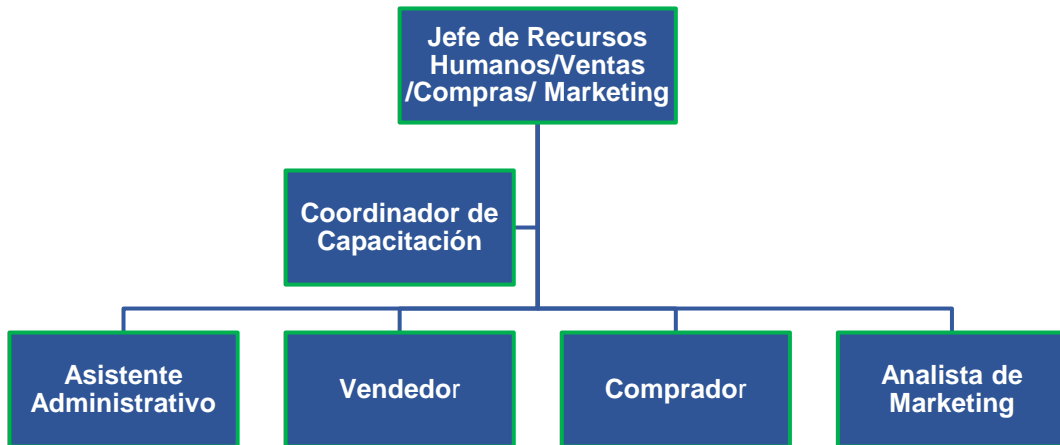 Jefe de Recursos
Humanos/Ventas
/Compras/ Marketing
Coordinador de
Capacitación
Asistente
Administrativo
Vendedor
Comprador
Analista de
Marketing